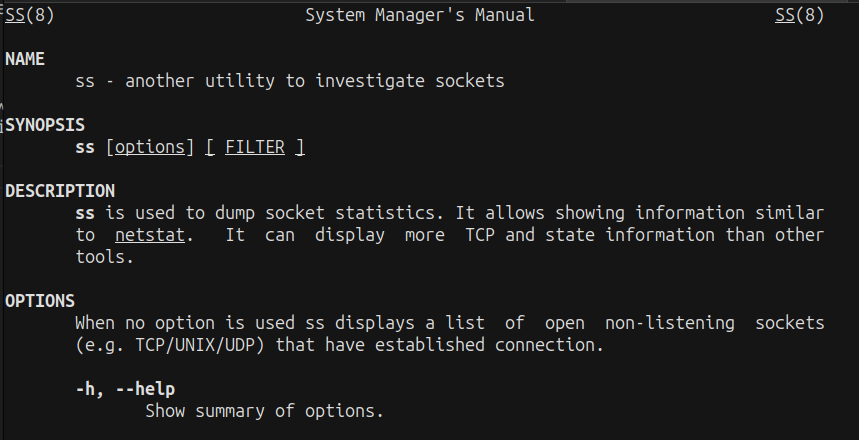 SS(8) System Manager's Manual SS(8)
NAME
ss - another utility to investigate sockets
SYNOPSIS
ss [options] [ FILTER ]
DESCRIPTION
ss is used to dump socket statistics. It allows showing information similar
to netstat. It can display more TCP and state information than other
tools.
OPTIONS
When no option is used ss displays a list of open non-listening sockets
(e.g. TCP/UNIX/UDP) that have established connection.
-h, --help
Show summary of options.